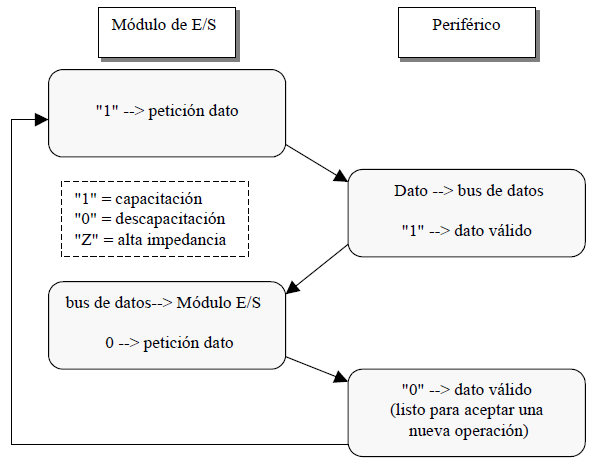 Módulo de E/S
Periférico
"1" --> petición dato
Dato --> bus de datos
"1" --> dato válido
"1" = capacitación
"0" = descapacitación
"Z" = alta impedancia
bus de datos--> Módulo E/S
0 --> petición dato
"0" --> dato válido
(listo para aceptar una
nueva operación)